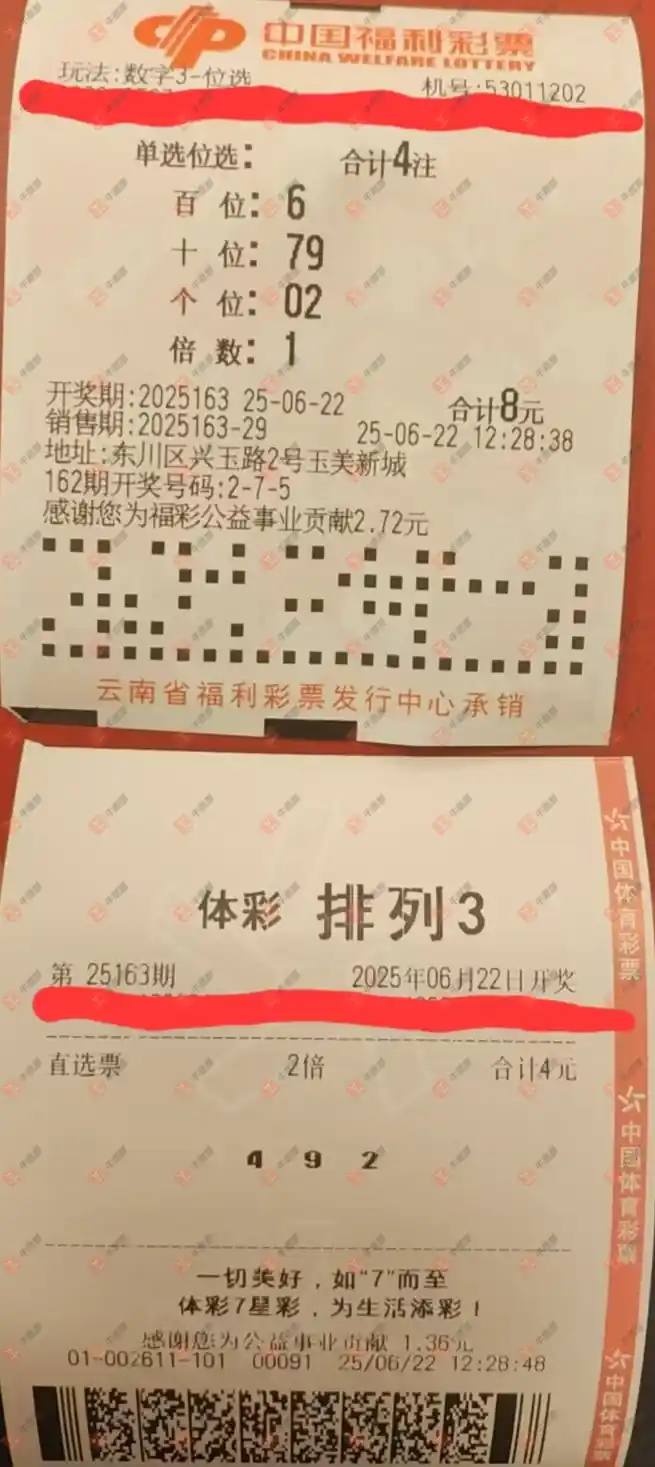 中国福利彩票
CHINA WELFARE LOTTERY
玩法:数字3-位选 机号:53011202
单选位选: 合计4注
百 位: 6
十 位: 79
个 位: 02
倍 数: 1
开奖期:2025163 25-06-22 合计8元
销售期:2025163-29 25-06-22 12:28:38
地址:东川区兴玉路2号玉美新城
162期开奖号码:2-7-5
感谢您为福彩公益事业贡献2.72元
云南省福利彩票发行中心承销
中国体育彩票
体彩 排列3
第 25163期 2025年06月22日开奖
直选票 2倍 合计4元
4 9 2
中国体育彩票
一切美好,如“7”而至
体彩7星彩,为生活添彩!
感谢您为公益事业贡献 1.36元
01-002611-101 00091 25/06/22 12:28:48
中国体育彩票